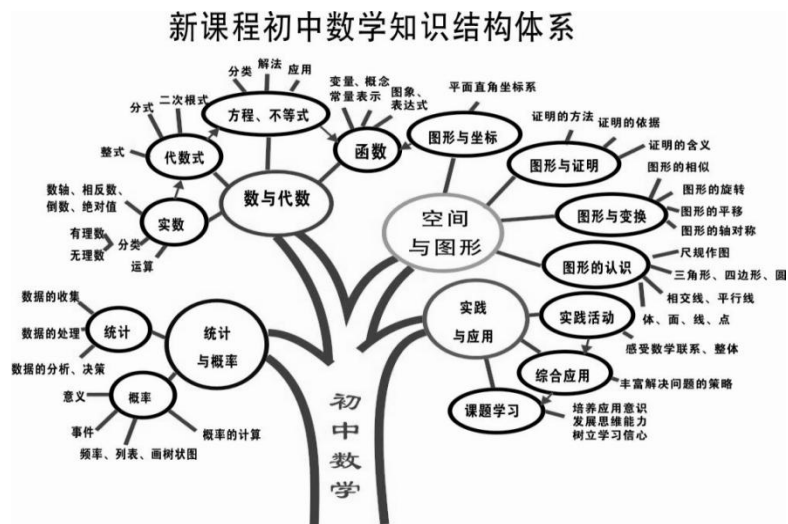 新课程初中数学知识结构体系
分类
解法
应用
方程、不等式
分式
二次根式
整式
代数式
变量、概念
常量表示
图象、
表达式
函数
数轴、相反数、
倒数、绝对值
实数
有理数
无理数
分类
运算
数与代数
平面直角坐标系
图形与坐标
证明的方法
证明的依据
证明的含义
图形与证明
图形的相似
图形的旋转
图形的平移
图形的轴对称
图形与变换
空间
与图形
图形的认识
尺规作图
三角形、四边形、圆
相交线、平行线
体、面、线、点
数据的收集
数据的处理
数据的分析、决策
统计
统计
与概率
概率
意义
事件
频率、列表、画树状图
概率的计算
实践
与应用
实践活动
感受数学联系、整体
综合应用
丰富解决问题的策略
课题学习
培养应用意识
发展思维能力
树立学习信心
初中数学